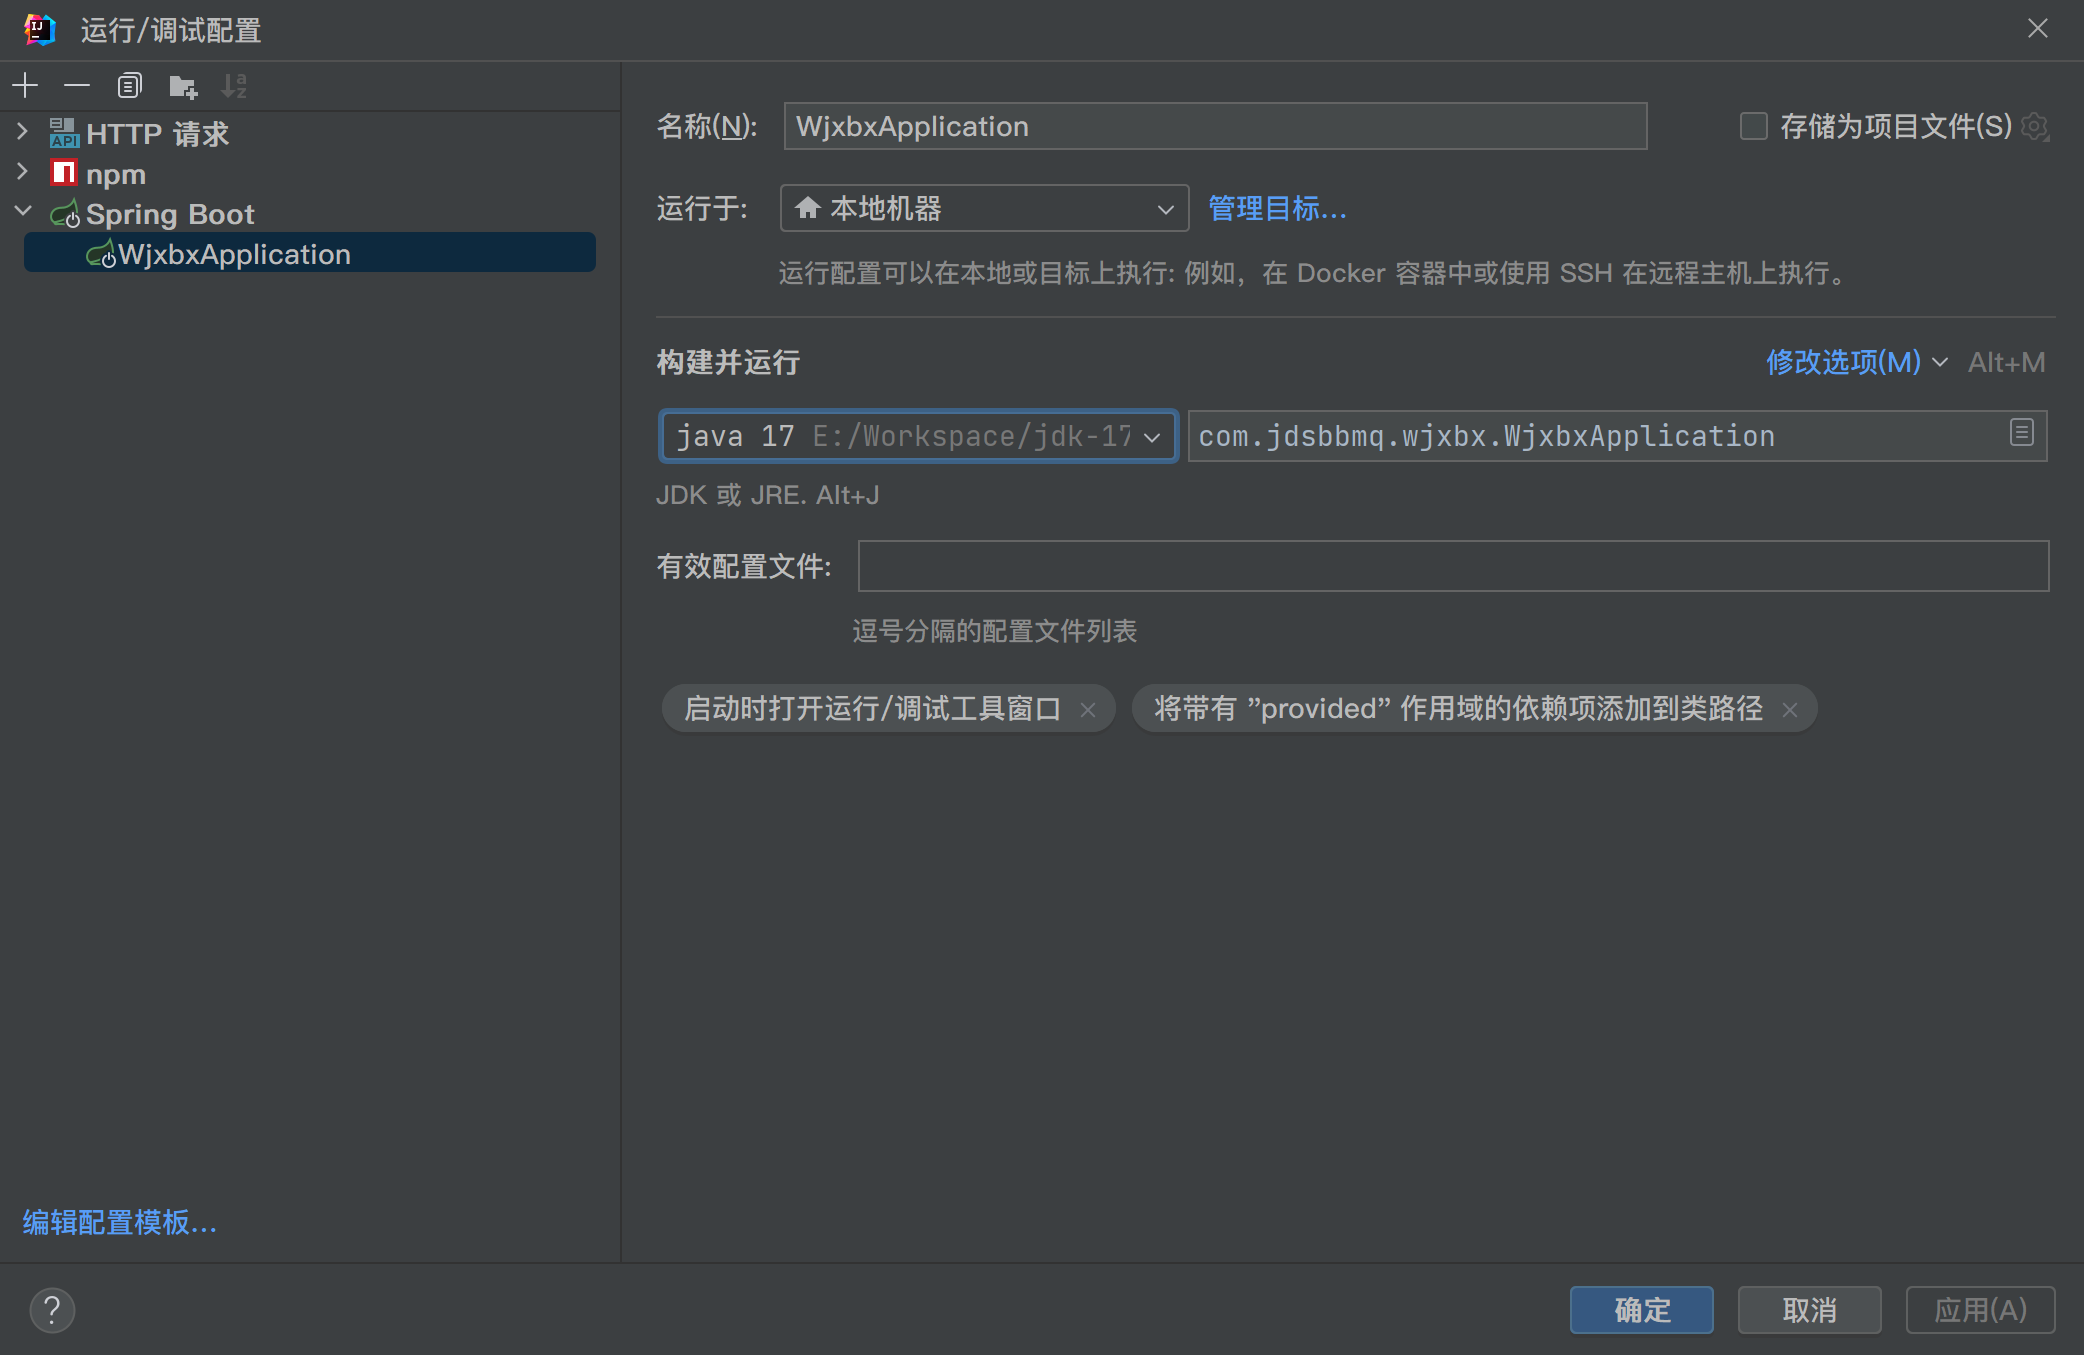 运行/调试配置
HTTP 请求
npm
Spring Boot
WjxbxApplication
编辑配置模板...
名称(N): WjxbxApplication 存储为项目文件(S)
运行于: 本地机器 管理目标...
运行配置可以在本地或目标上执行: 例如，在 Docker 容器中或使用 SSH 在远程主机上执行。
构建并运行 修改选项(M) Alt+M
java 17 E:/Workspace/jdk-17 com.jdsbbmq.wjxbx.WjxbxApplication
JDK 或 JRE. Alt+J
有效配置文件:
逗号分隔的配置文件列表
启动时打开运行/调试工具窗口 × 将带有 ”provided” 作用域的依赖项添加到类路径 ×
? 确定 取消 应用(A)